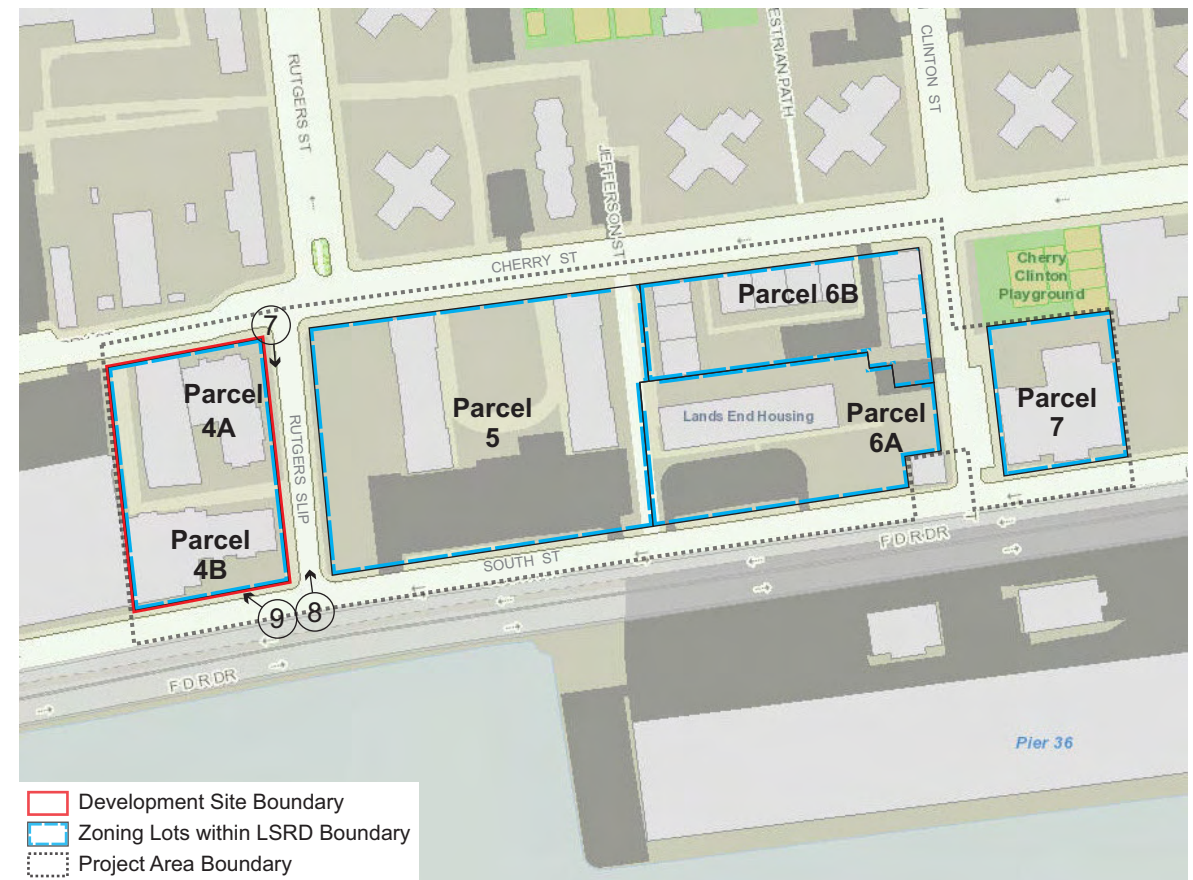 RUTGERS ST
ESTRIAN PATH
CLINTON ST
JEFFERSON ST
CHERRY ST
Cherry
Clinton
Playground
7
Parcel 6B
Parcel
4A
Parcel
5
Lands End Housing
Parcel
6A
Parcel
7
RUTGERS SLIP
Parcel
4B
SOUTH ST
F D R DR
9
8
F D R DR
Pier 36
Development Site Boundary
Zoning Lots within LSRD Boundary
Project Area Boundary